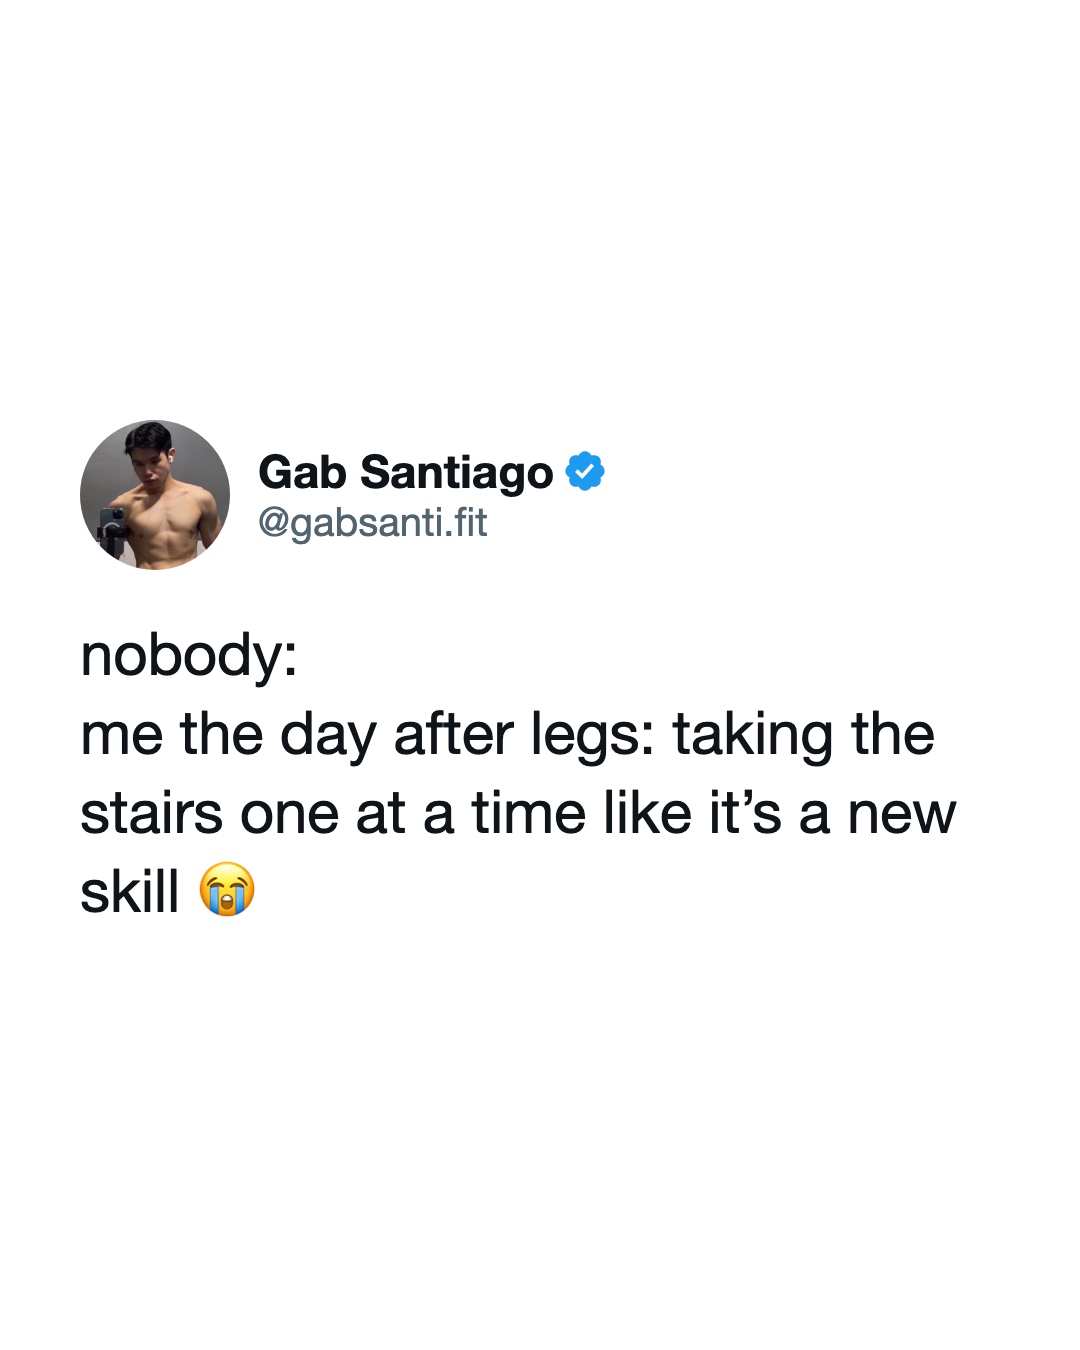 Gab Santiago
@gabsanti.fit
nobody:
me the day after legs: taking the
stairs one at a time like it’s a new
skill 😭